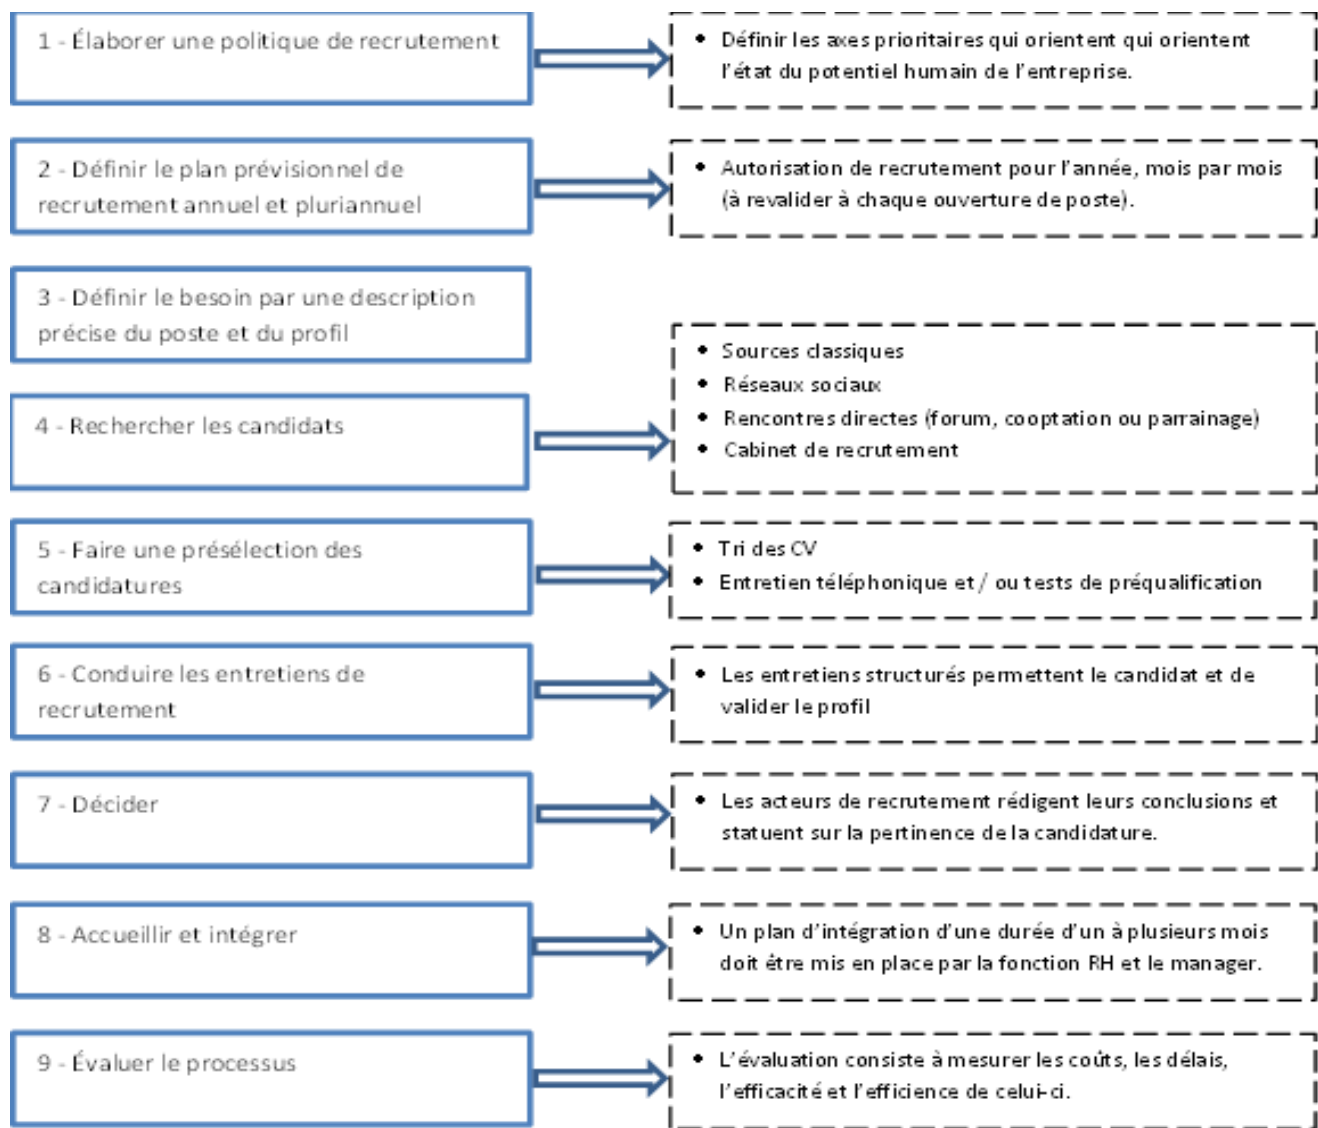 1 - Élaborer une politique de recrutement
• Définir les axes prioritaires qui orientent qui orientent
l'état du potentiel humain de l'entreprise.
2 - Définir le plan prévisionnel de
recrutement annuel et pluriannuel
• Autorisation de recrutement pour l'année, mois par mois
(à revalider à chaque ouverture de poste).
3 - Définir le besoin par une description
précise du poste et du profil
4 - Rechercher les candidats
• Sources classiques
• Réseaux sociaux
• Rencontres directes (forum, cooptation ou parrainage)
• Cabinet de recrutement
5 - Faire une présélection des
candidatures
• Tri des CV
• Entretien téléphonique et / ou tests de préqualification
6 - Conduire les entretiens de
recrutement
• Les entretiens structurés permettent le candidat et de
valider le profil
7 - Décider
• Les acteurs de recrutement rédigent leurs conclusions et
statuent sur la pertinence de la candidature.
8 - Accueillir et intégrer
• Un plan d'intégration d'une durée d'un à plusieurs mois
doit être mis en place par la fonction RH et le manager.
9 - Évaluer le processus
• L'évaluation consiste à mesurer les coûts, les délais,
l'efficacité et l'efficience de celui-ci.